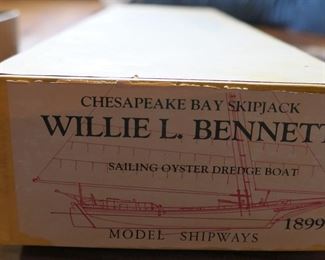 CHESAPEAKE BAY SKIPJACK
WILLIE L. BENNETT
SAILING OYSTER DREDGE BOAT
1899
MODEL SHIPWAYS